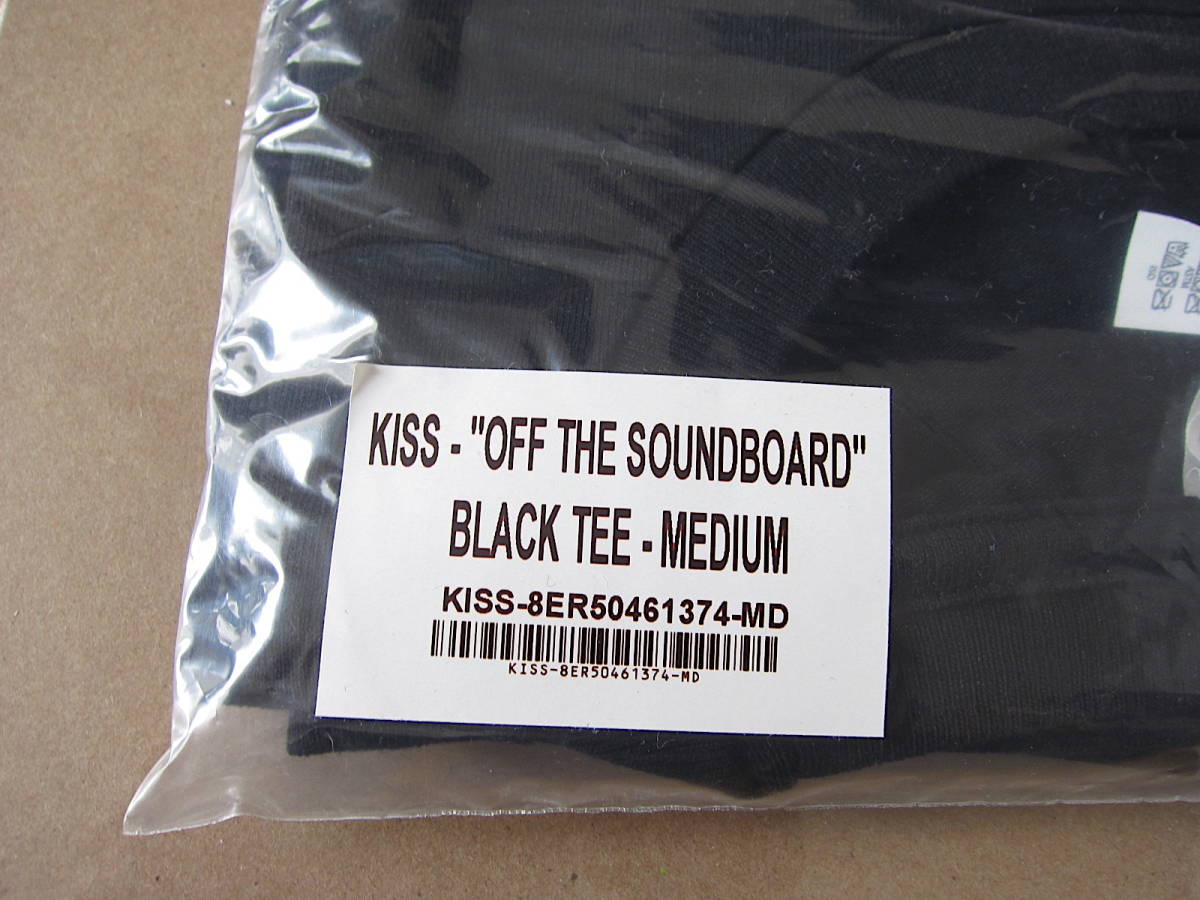 KISS - "OFF THE SOUNDBOARD"
BLACK TEE - MEDIUM
KISS-8ER50461374-MD
KISS-8ER50461374-MD